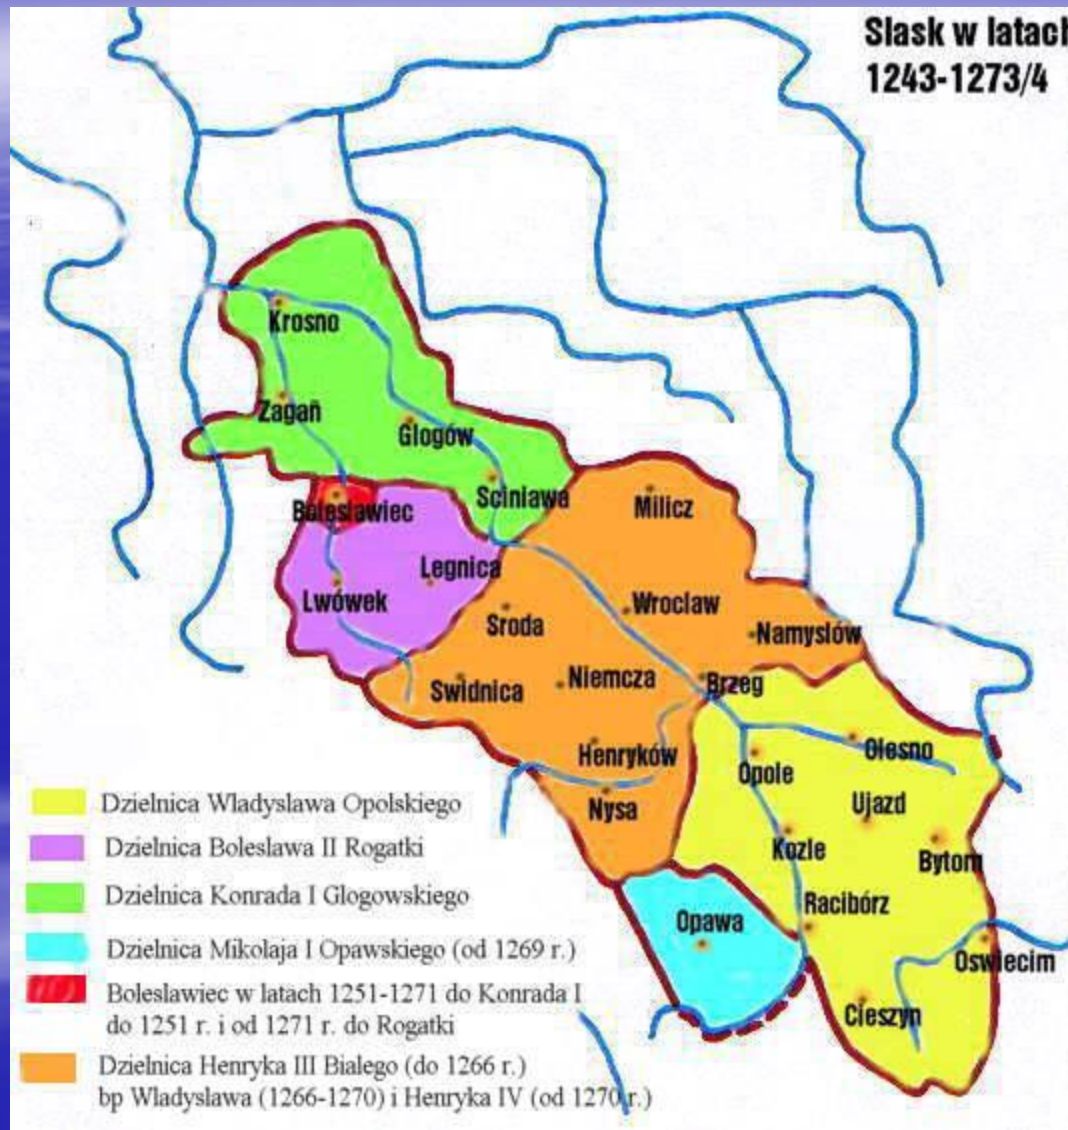 Slask w latach
1243-1273/4
Krosno
Zagañ
Glogów
Sciniawa
Milicz
Boleslawiec
Legnica
Lwówek
Wroclaw
Sroda
Namyslów
Swidnica
Niemcza
Brzeg
Henryków
Opole
Olesno
Nysa
Ujazd
Kozle
Bytom
Racibórz
Opawa
Oswiecim
Cieszyn
Dzielnica Wladyslawa Opolskiego
Dzielnica Boleslawa II Rogatki
Dzielnica Konrada I Glogowskiego
Dzielnica Mikolaja I Opawskiego (od 1269 r.)
Boleslawiec w latach 1251-1271 do Konrada I
do 1251 r. i od 1271 r. do Rogatki
Dzielnica Henryka III Bialego (do 1266 r.)
bp Wladyslawa (1266-1270) i Henryka IV (od 1270 r.)